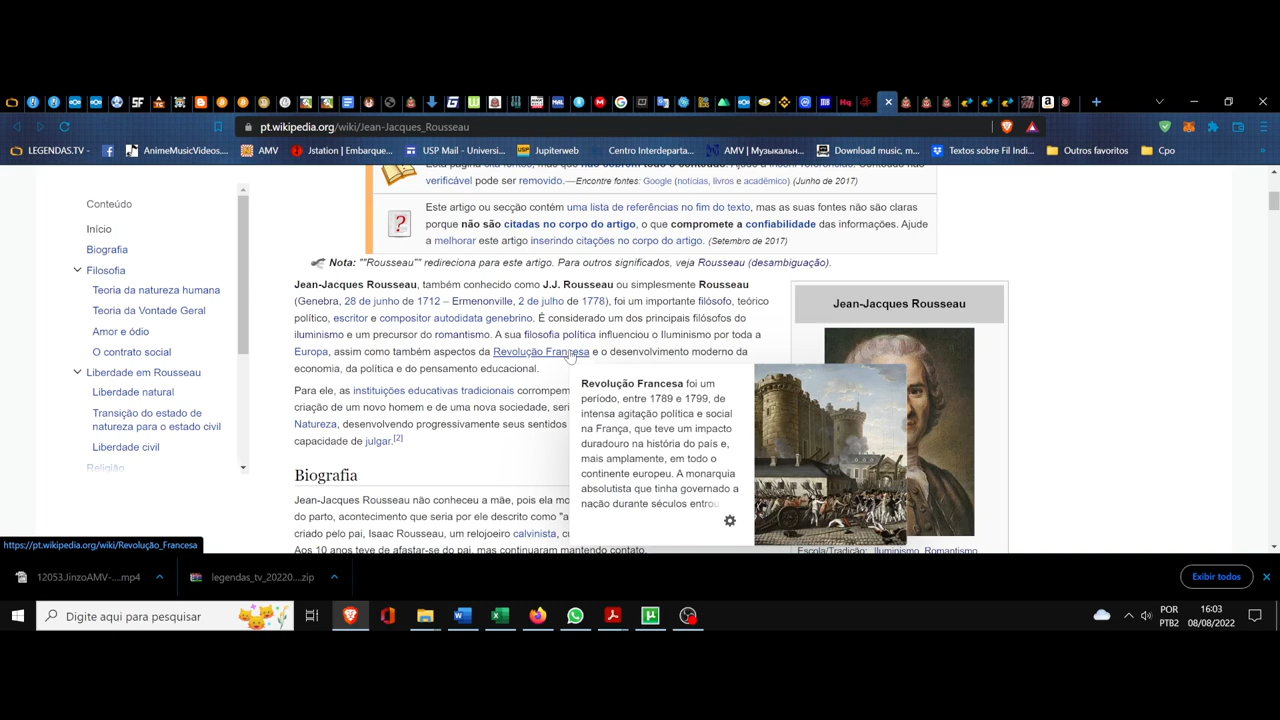 pt.wikipedia.org/wiki/Jean-Jacques_Rousseau
LEGENDAS.TV -
AnimeMusicVideos....
AMV
Jstation | Embarque...
USP Mail - Universi...
Jupiterweb
Centro Interdeparta...
AMV | Музыкальн...
Download music, m...
Textos sobre Fil Indi...
Outros favoritos
Cpo
verificável pode ser removido.—Encontre fontes: Google (notícias, livros e acadêmico) (Junho de 2017)
Este artigo ou secção contém uma lista de referências no fim do texto, mas as suas fontes não são claras
porque não são citadas no corpo do artigo, o que compromete a confiabilidade das informações. Ajude
a melhorar este artigo inserindo citações no corpo do artigo. (Setembro de 2017)
Nota: ""Rousseau"" redireciona para este artigo. Para outros significados, veja Rousseau (desambiguação).
Conteúdo
Início
Biografia
Filosofia
Teoria da natureza humana
Teoria da Vontade Geral
Amor e ódio
O contrato social
Liberdade em Rousseau
Liberdade natural
Transição do estado de
natureza para o estado civil
Liberdade civil
Religião
Jean-Jacques Rousseau, também conhecido como J.J. Rousseau ou simplesmente Rousseau
(Genebra, 28 de junho de 1712 – Ermenonville, 2 de julho de 1778), foi um importante filósofo, teórico
político, escritor e compositor autodidata genebrino. É considerado um dos principais filósofos do
iluminismo e um precursor do romantismo. A sua filosofia política influenciou o Iluminismo por toda a
Europa, assim como também aspectos da Revolução Francesa e o desenvolvimento moderno da
economia, da política e do pensamento educacional.
Para ele, as instituições educativas tradicionais corrompem
criação de um novo homem e de uma nova sociedade, seri
Natureza, desenvolvendo progressivamente seus sentidos
capacidade de julgar.[2]
Biografia
Jean-Jacques Rousseau não conheceu a mãe, pois ela mo
do parto, acontecimento que seria por ele descrito como "a
criado pelo pai, Isaac Rousseau, um relojoeiro calvinista, c
Aos 10 anos teve de afastar-se do pai, mas continuaram mantendo contato.
Revolução Francesa foi um
período, entre 1789 e 1799, de
intensa agitação política e social
na França, que teve um impacto
duradouro na história do país e,
mais amplamente, em todo o
continente europeu. A monarquia
absolutista que tinha governado a
nação durante séculos entrou
Jean-Jacques Rousseau
Escola/Tradição: Iluminismo, Romantismo
https://pt.wikipedia.org/wiki/Revolução_Francesa
12053.JinzoAMV-....mp4
legendas_tv_20220....zip
Exibir todos
Digite aqui para pesquisar
POR
PTB2
16:03
08/08/2022